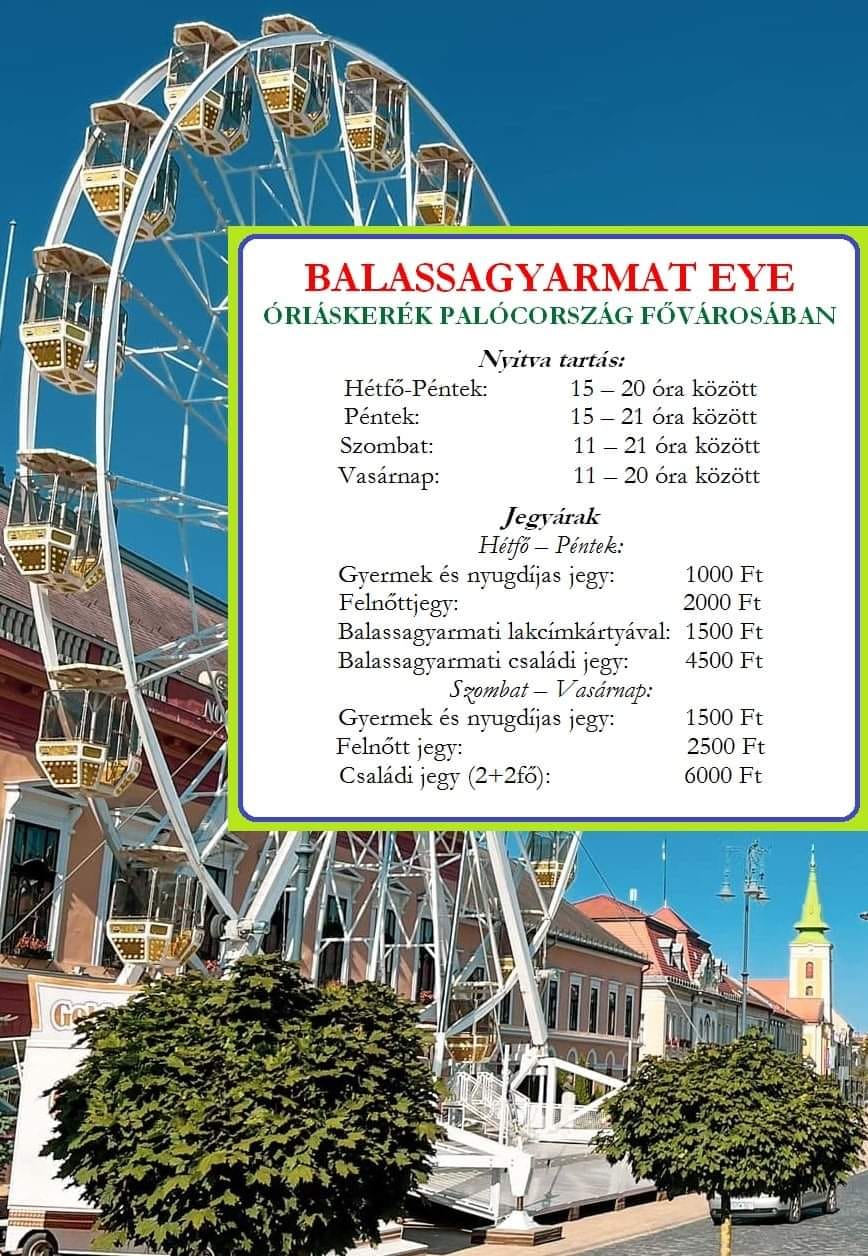 BALASSAGYARMAT EYE
ÓRIÁSKERÉK PALÓCORSZÁG FŐVÁROSÁBAN
Nyitva tartás:
Hétfő-Péntek: 15 – 20 óra között
Péntek: 15 – 21 óra között
Szombat: 11 – 21 óra között
Vasárnap: 11 – 20 óra között
Jegyárak
Hétfő – Péntek:
Gyermek és nyugdíjas jegy: 1000 Ft
Felnőttjegy: 2000 Ft
Balassagyarmati lakcímkártyával: 1500 Ft
Balassagyarmati családi jegy: 4500 Ft
Szombat – Vasárnap:
Gyermek és nyugdíjas jegy: 1500 Ft
Felnőtt jegy: 2500 Ft
Családi jegy (2+2fő): 6000 Ft